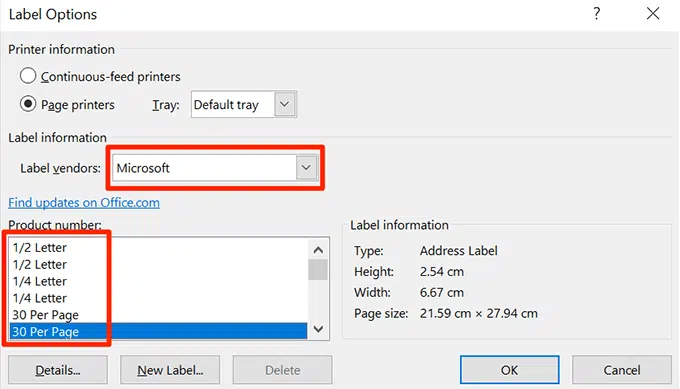 Label Options
Printer information
Continuous-feed printers
Page printers Tray: Default tray
Label information
Label vendors: Microsoft
Find updates on Office.com
Product number:
1/2 Letter
1/2 Letter
1/4 Letter
1/4 Letter
30 Per Page
30 Per Page
Label information
Type: Address Label
Height: 2.54 cm
Width: 6.67 cm
Page size: 21.59 cm × 27.94 cm
Details... New Label... Delete OK Cancel